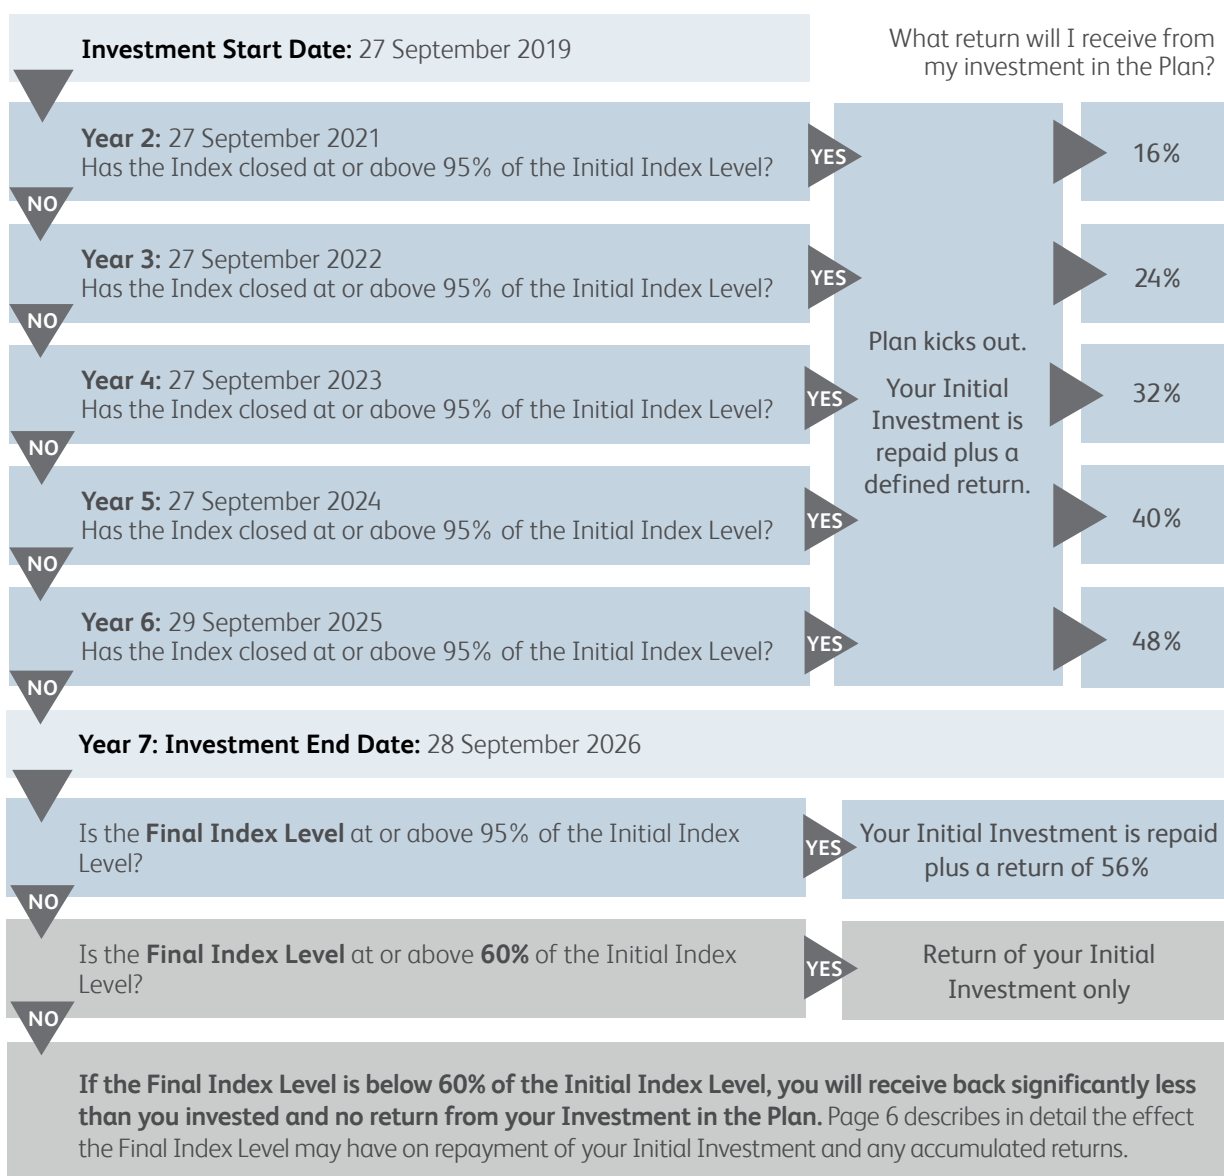 Investment Start Date: 27 September 2019
What return will I receive from
my investment in the Plan?
Year 2: 27 September 2021
Has the Index closed at or above 95% of the Initial Index Level?
YES
16%
NO
Year 3: 27 September 2022
Has the Index closed at or above 95% of the Initial Index Level?
YES
24%
NO
Plan kicks out.
Your Initial
Investment is
repaid plus a
defined return.
Year 4: 27 September 2023
Has the Index closed at or above 95% of the Initial Index Level?
YES
32%
NO
Year 5: 27 September 2024
Has the Index closed at or above 95% of the Initial Index Level?
YES
40%
NO
Year 6: 29 September 2025
Has the Index closed at or above 95% of the Initial Index Level?
YES
48%
NO
Year 7: Investment End Date: 28 September 2026
Is the Final Index Level at or above 95% of the Initial Index
Level?
YES
Your Initial Investment is repaid
plus a return of 56%
NO
Is the Final Index Level at or above 60% of the Initial Index
Level?
YES
Return of your Initial
Investment only
NO
If the Final Index Level is below 60% of the Initial Index Level, you will receive back significantly less
than you invested and no return from your Investment in the Plan. Page 6 describes in detail the effect
the Final Index Level may have on repayment of your Initial Investment and any accumulated returns.